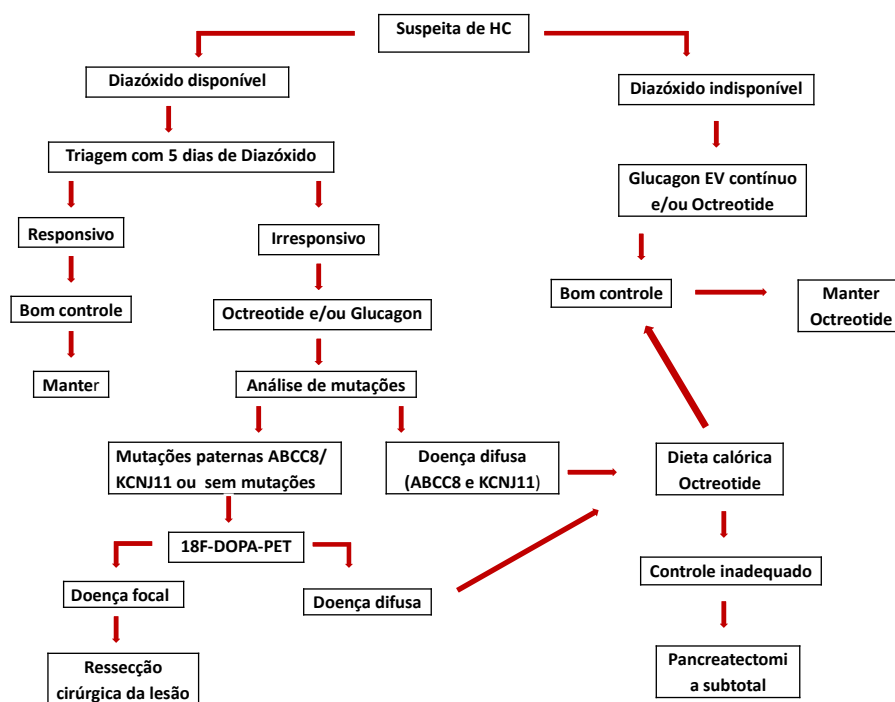 Suspeita de HC
Diazóxido disponível
Diazóxido indisponível
Triagem com 5 dias de Diazóxido
Glucagon EV contínuo
e/ou Octreotide
Responsivo
Irresponsivo
Bom controle
Octreotide e/ou Glucagon
Bom controle
Manter
Octreotide
Manter
Análise de mutações
Mutações paternas ABCC8/
KCNJ11 ou sem mutações
Doença difusa
(ABCC8 e KCNJ11)
Dieta calórica
Octreotide
18F-DOPA-PET
Doença focal
Doença difusa
Controle inadequado
Ressecção
cirúrgica da lesão
Pancreatectomi
a subtotal